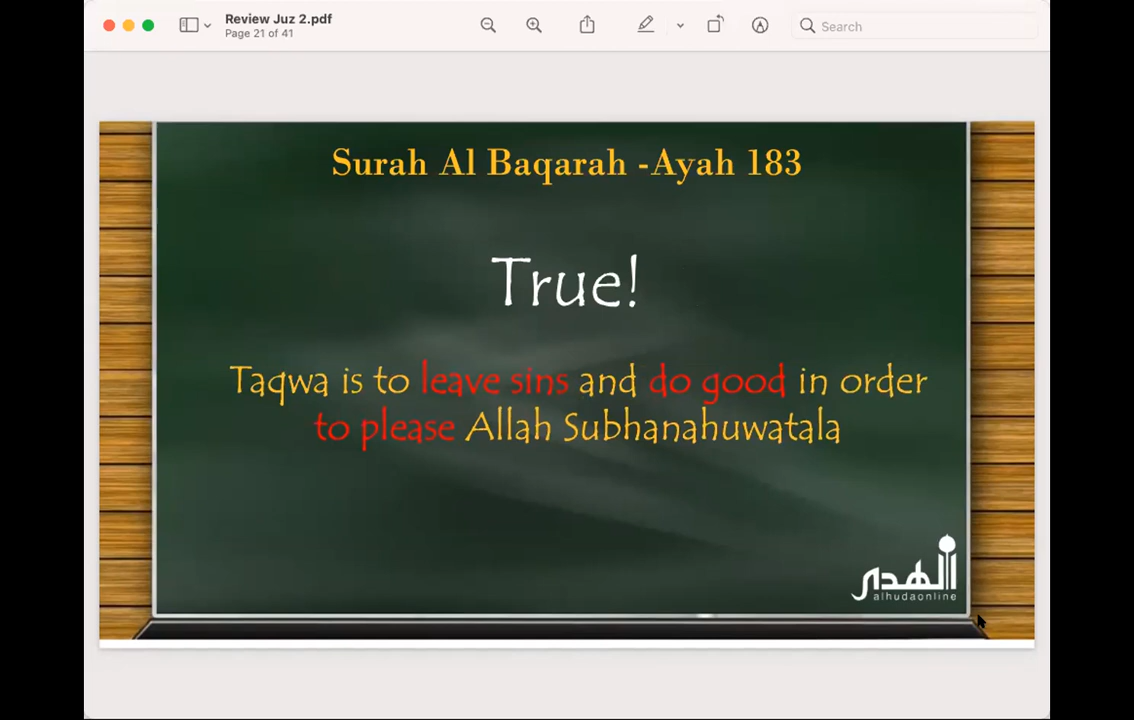 Review Juz 2.pdf
Page 21 of 41
Search
Surah Al Baqarah -Ayah 183
True!
Taqwa is to leave sins and do good in order
to please Allah Subhanahuwatala
الهدى
alhudaonline